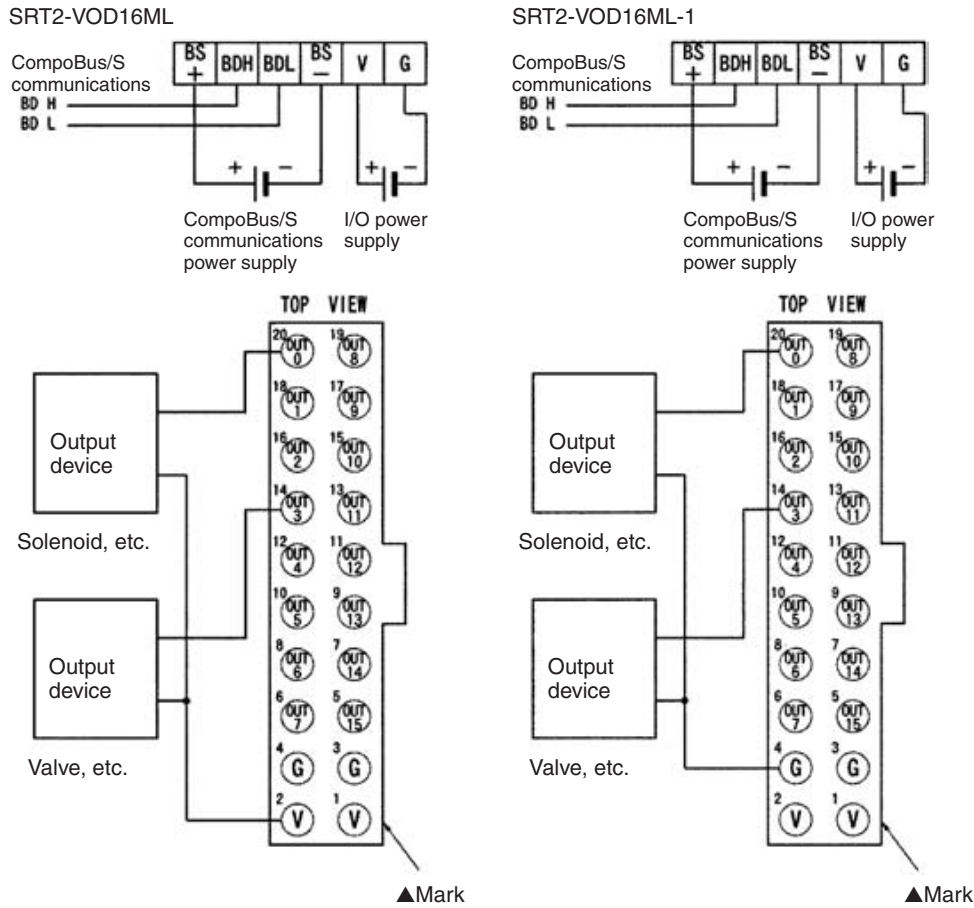 SRT2-VOD16ML
CompoBus/S
communications
BS
+
BDH
BDL
BS
–
V
G
BD H
BD L
+
–
+
–
CompoBus/S
communications
power supply
I/O power
supply
TOP VIEW
20 OUT 0
19 OUT 8
18 OUT 1
17 OUT 9
16 OUT 2
15 OUT 10
14 OUT 3
13 OUT 11
12 OUT 4
11 OUT 12
10 OUT 5
9 OUT 13
8 OUT 6
7 OUT 14
6 OUT 7
5 OUT 15
4 G
3 G
2 V
1 V
Output
device
Solenoid, etc.
Output
device
Valve, etc.
▲Mark
SRT2-VOD16ML-1
CompoBus/S
communications
BS
+
BDH
BDL
BS
–
V
G
BD H
BD L
+
–
+
–
CompoBus/S
communications
power supply
I/O power
supply
TOP VIEW
20 OUT 0
19 OUT 8
18 OUT 1
17 OUT 9
16 OUT 2
15 OUT 10
14 OUT 3
13 OUT 11
12 OUT 4
11 OUT 12
10 OUT 5
9 OUT 13
8 OUT 6
7 OUT 14
6 OUT 7
5 OUT 15
4 G
3 G
2 V
1 V
Output
device
Solenoid, etc.
Output
device
Valve, etc.
▲Mark